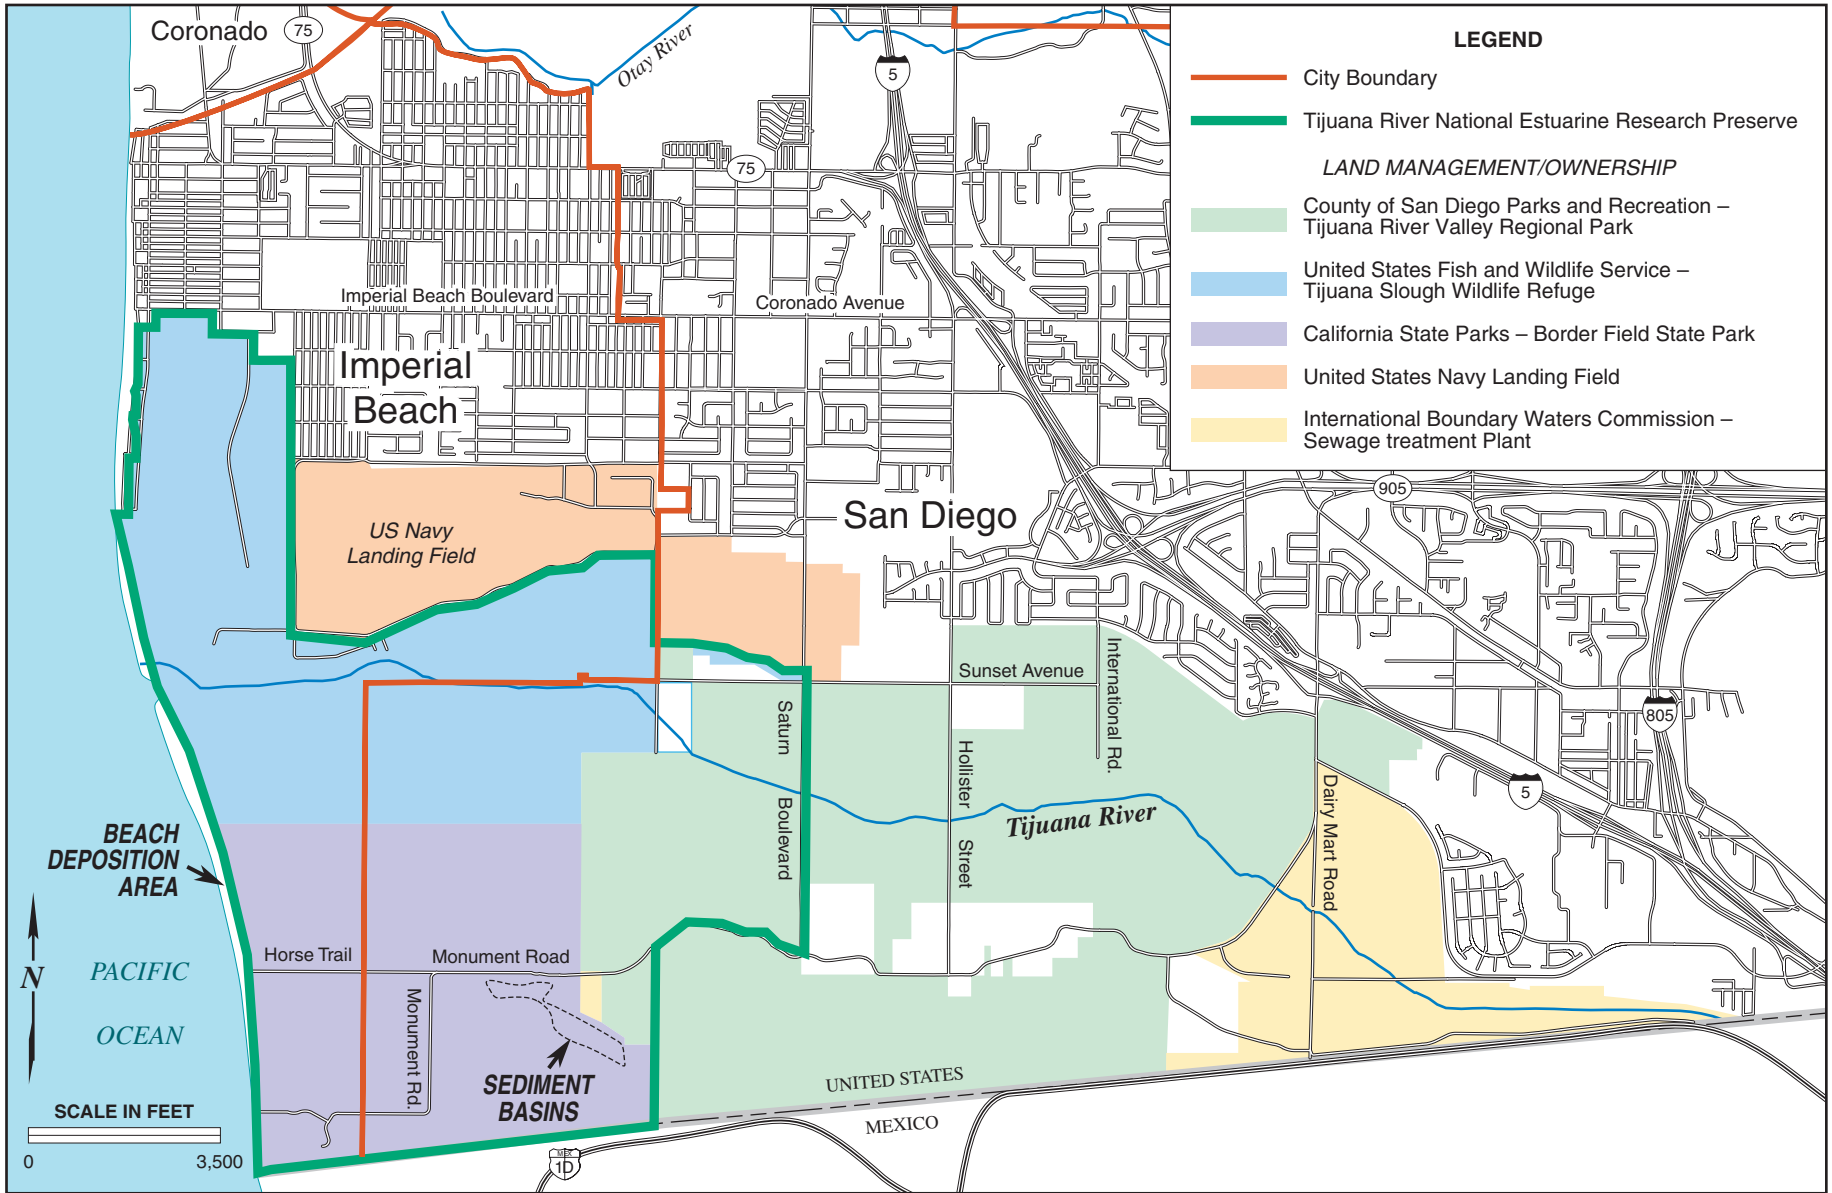 Coronado
75
Otay River
5
75
Imperial Beach Boulevard
Coronado Avenue
Imperial
Beach
US Navy
Landing Field
San Diego
905
805
5
Sunset Avenue
International Rd.
Saturn
Boulevard
Hollister
Street
Dairy Mart Road
Tijuana River
BEACH
DEPOSITION
AREA
Horse Trail
Monument Road
Monument Rd.
N
PACIFIC
OCEAN
SEDIMENT
BASINS
UNITED STATES
MEXICO
MEX
1D
SCALE IN FEET
0 3,500
LEGEND
City Boundary
Tijuana River National Estuarine Research Preserve
LAND MANAGEMENT/OWNERSHIP
County of San Diego Parks and Recreation –
Tijuana River Valley Regional Park
United States Fish and Wildlife Service –
Tijuana Slough Wildlife Refuge
California State Parks – Border Field State Park
United States Navy Landing Field
International Boundary Waters Commission –
Sewage treatment Plant